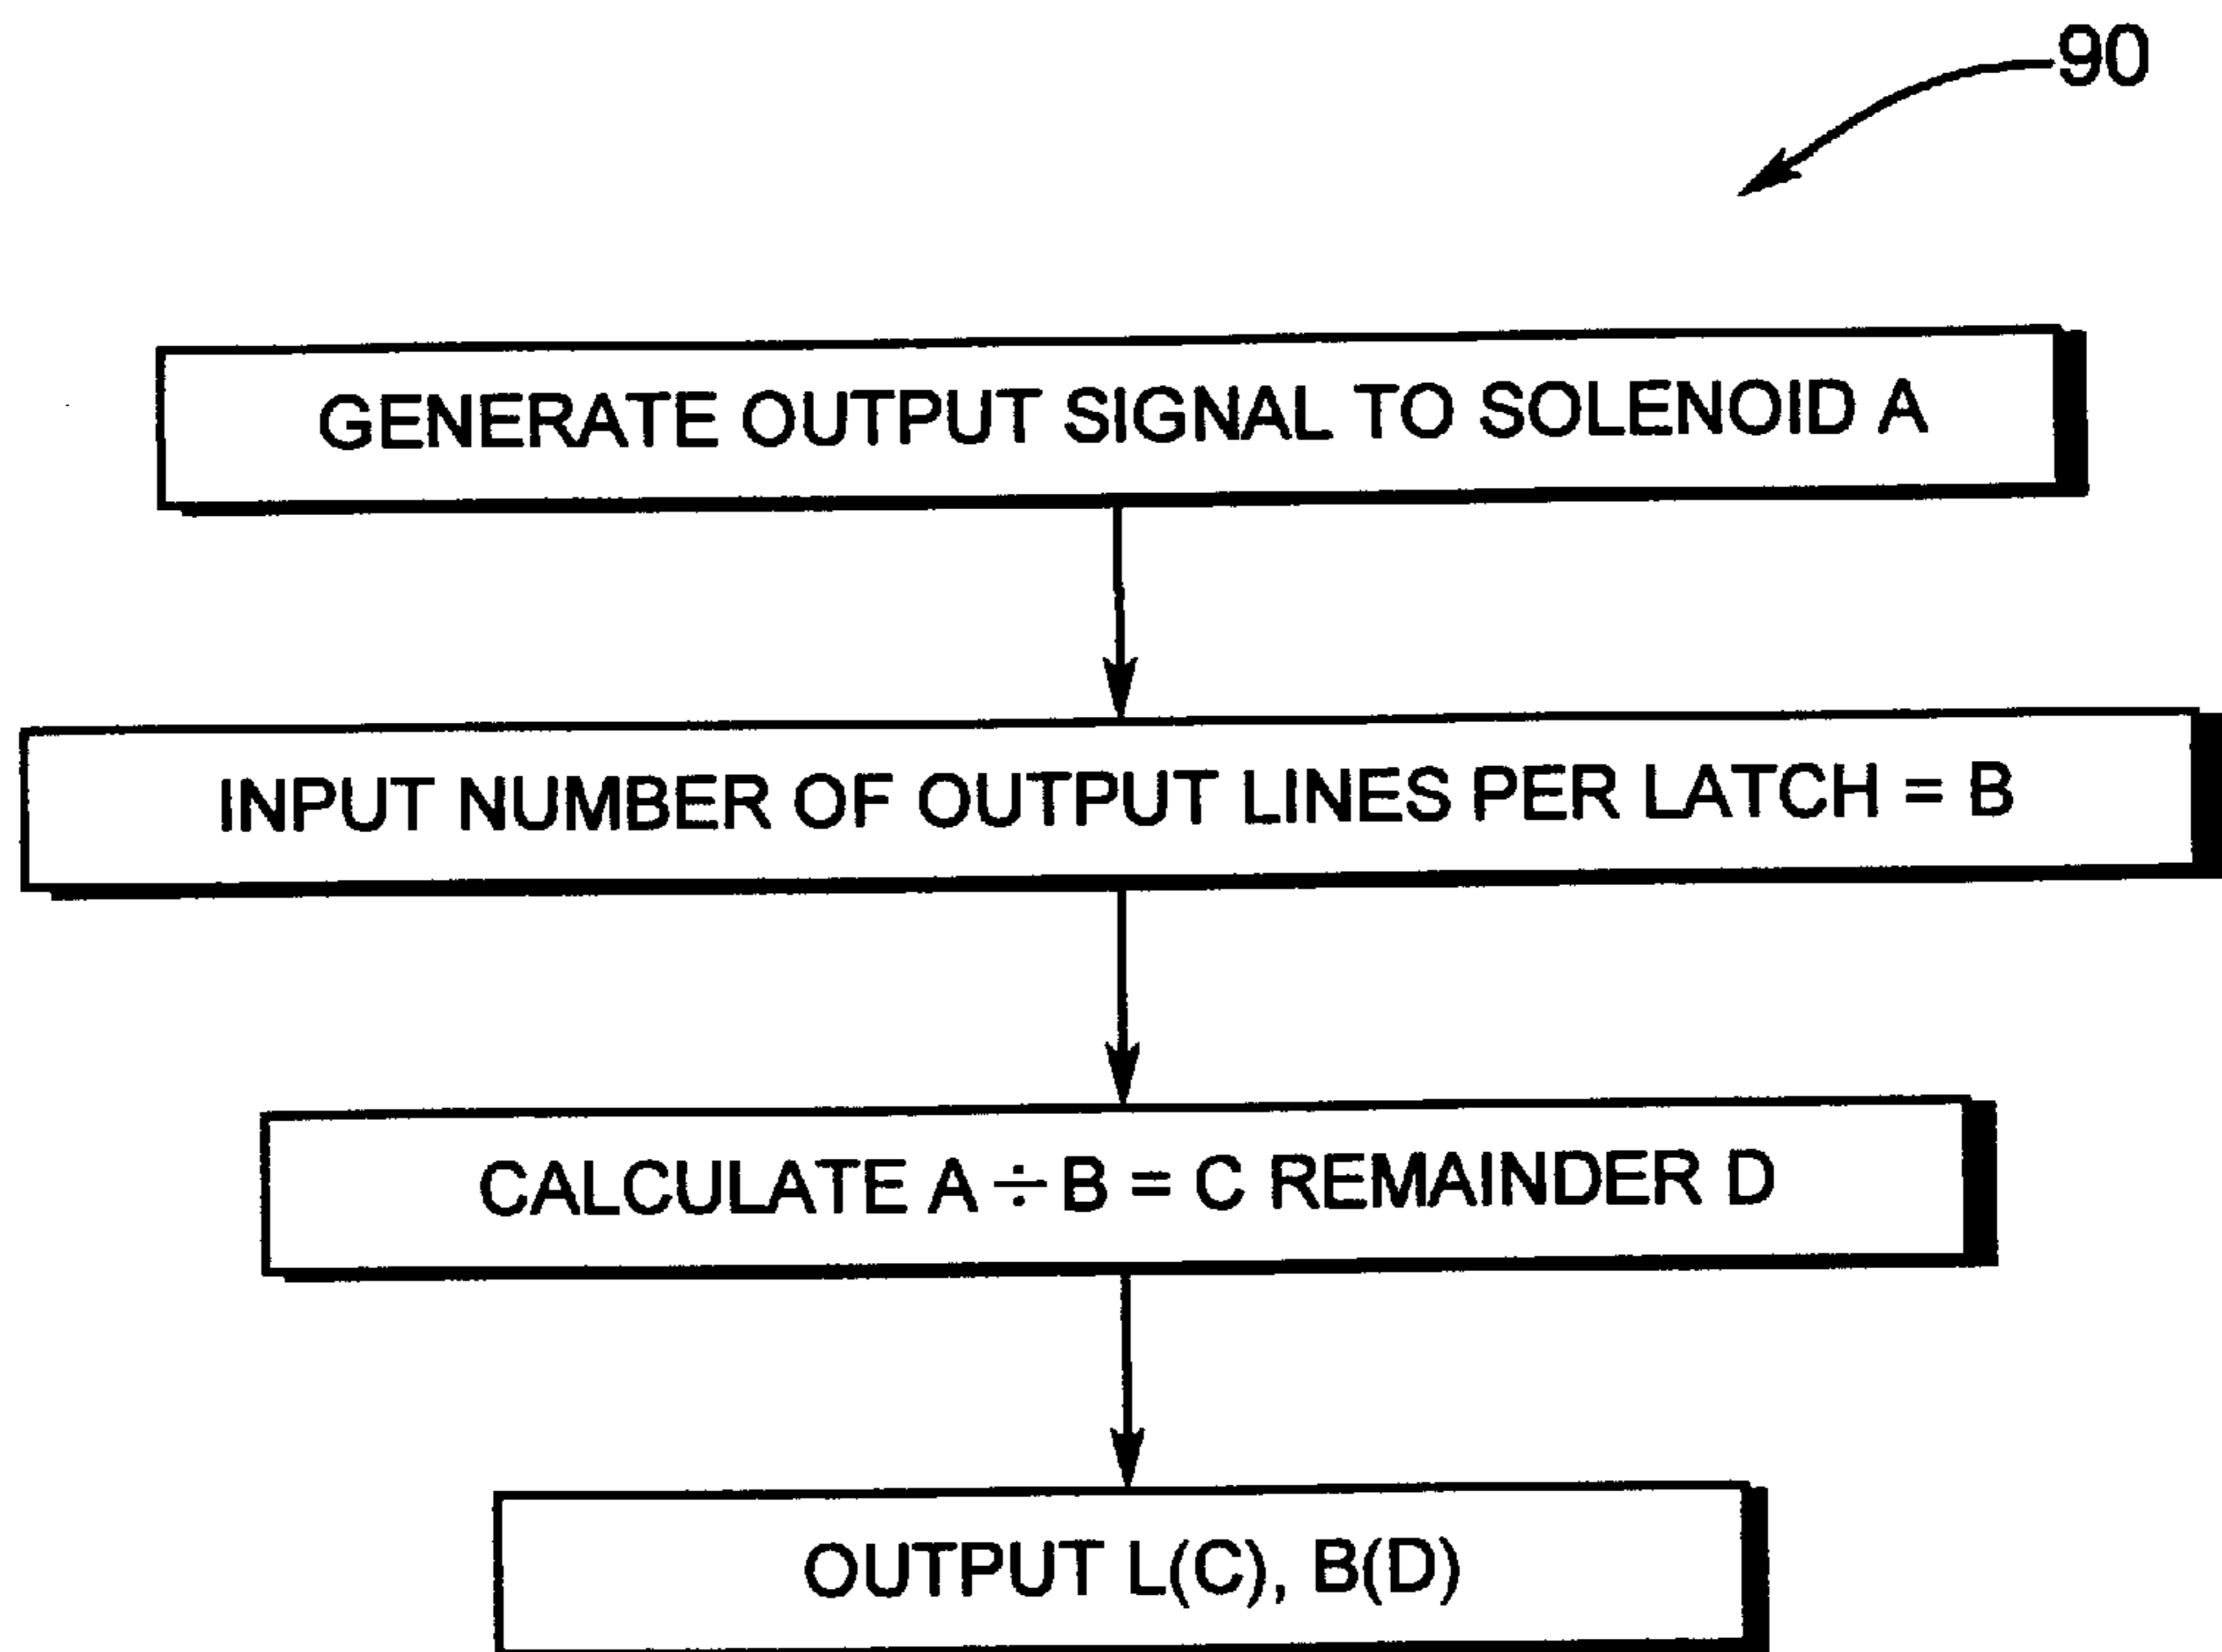 90
GENERATE OUTPUT SIGNAL TO SOLENOID A
INPUT NUMBER OF OUTPUT LINES PER LATCH = B
CALCULATE A ÷ B = C REMAINDER D
OUTPUT L(C), B(D)